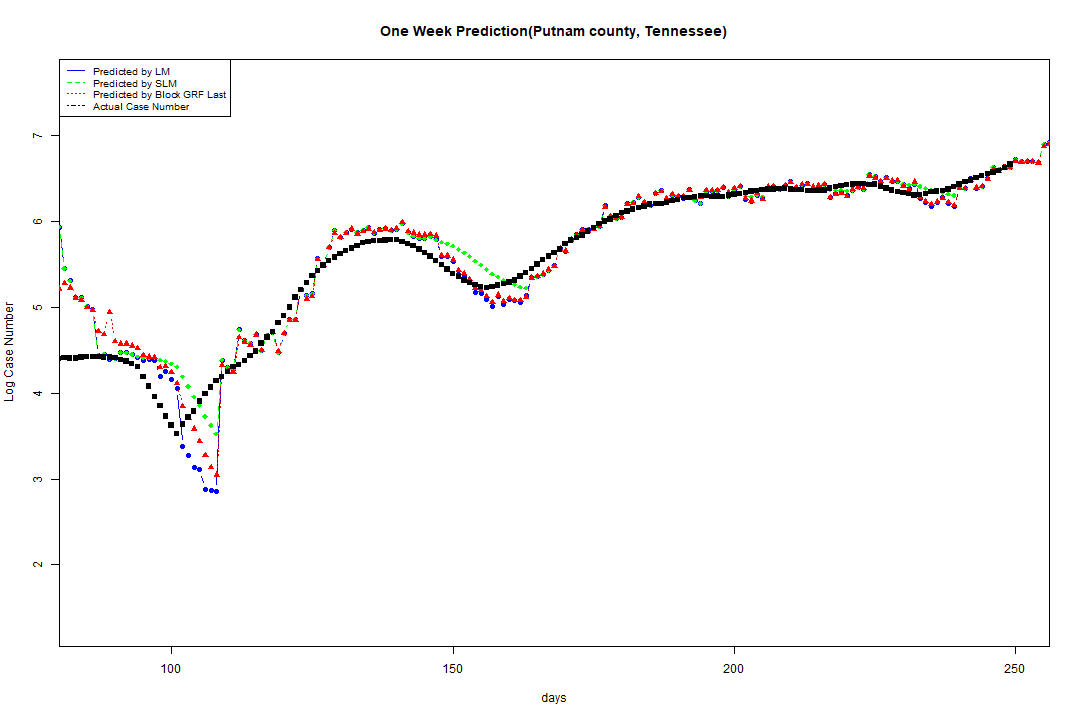 One Week Prediction(Putnam county, Tennessee)
Predicted by LM
Predicted by SLM
Predicted by Block GRF Last
Actual Case Number
7
6
5
4
3
2
Log Case Number
100 150 200 250
days